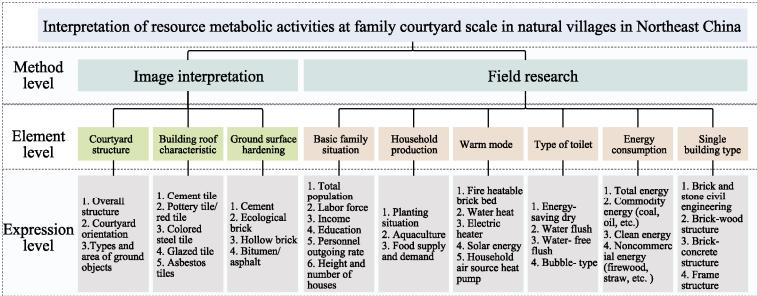 Interpretation of resource metabolic activities at family courtyard scale in natural villages in Northeast China
Method
level
Image interpretation
Field research
Element
level
Courtyard
structure
Building roof
characteristic
Ground surface
hardening
Basic family
situation
Household
production
Warm mode
Type of toilet
Energy
consumption
Single
building type
Expression
level
1. Overall
structure
2. Courtyard
orientation
3.Types and
area of ground
objects
1. Cement tile
2. Pottery tile/
red tile
3. Colored
steel tile
4. Glazed tile
5. Asbestos
tiles
1. Cement
2. Ecological
brick
3. Hollow brick
4. Bitumen/
asphalt
1. Total
population
2. Labor force
3. Income
4. Education
5. Personnel
outgoing rate
6. Height and
number of
houses
1. Planting
situation
2. Aquaculture
3. Food supply
and demand
1. Fire heatable
brick bed
2. Water heat
3. Electric
heater
4. Solar energy
5. Household
air source heat
pump
1. Energy-
saving dry
2. Water flush
3. Water- free
flush
4. Bubble- type
1. Total energy
2. Commodity
energy (coal,
oil, etc.)
3. Clean energy
4. Noncommer
cial energy
(firewood,
straw, etc. )
1. Brick and
stone civil
engineering
2. Brick-wood
structure
3. Brick-
concrete
structure
4. Frame
structure